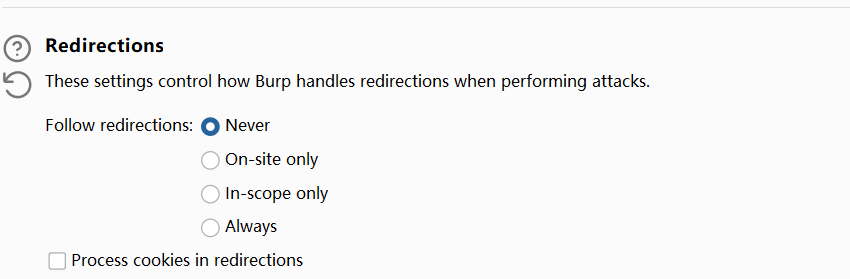 Redirections
These settings control how Burp handles redirections when performing attacks.
Follow redirections: Never
On-site only
In-scope only
Always
Process cookies in redirections